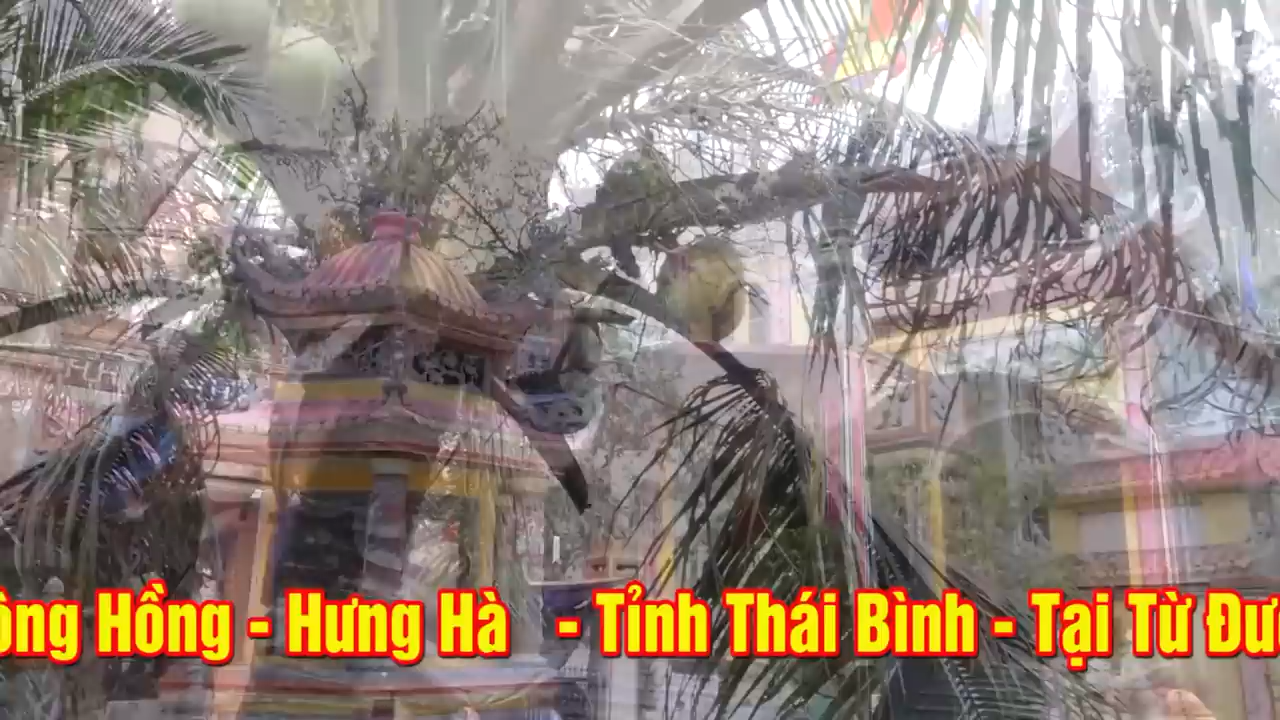 Hồng - Hưng Hà - Tỉnh Thái Bình - Tại Từ